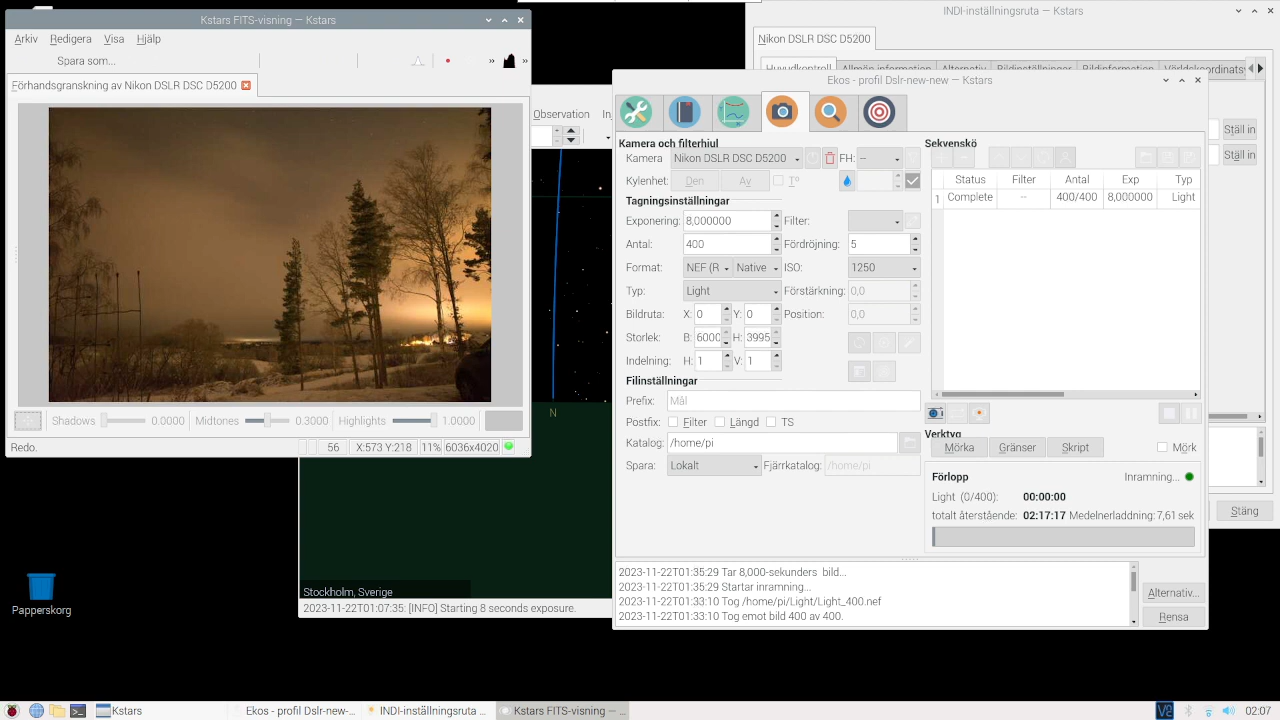 Kstars FITS-visning — Kstars
Arkiv Redigera Visa Hjälp
Spara som...
»
»
Förhandsgranskning av Nikon DSLR DSC D5200
Shadows 0.0000 Midtones 0.3000 Highlights 1.0000
Redo. 56 X:573 Y:218 11% 6036x4020
Observation
N
Stockholm, Sverige
2023-11-22T01:07:35: [INFO] Starting 8 seconds exposure.
Papperskorg
INDI-inställningsruta — Kstars
Nikon DSLR DSC D5200
Huvudkontroll Allmän information Alternativ Bildinställningar Bildinformation Världskoordinats
Ställ in
Ställ in
Stäng
Ekos - profil Dslr-new-new — Kstars
Kamera och filterhjul
Kamera Nikon DSLR DSC D5200 FH: --
Kylenhet: Den Av T°
Tagningsinställningar
Exponering: 8,000000 Filter:
Antal: 400 Fördröjning: 5
Format: NEF (R Native ISO: 1250
Typ: Light Förstärkning: 0,0
Bildruta: X: 0 Y: 0 Position: 0,0
Storlek: B: 6000 H: 3995
Indelning: H: 1 V: 1
Filinställningar
Prefix: Mål
Postfix: Filter Längd TS
Katalog: /home/pi
Spara: Lokalt Fjärrkatalog: /home/pi
Sekvenskö
Status Filter Antal Exp Typ
1 Complete -- 400/400 8,000000 Light
Verktyg
Mörka Gränser Skript Mörk
Förlopp Inramning...
Light (0/400): 00:00:00
totalt återstående: 02:17:17 Medelnerladdning: 7,61 sek
2023-11-22T01:35:29 Tar 8,000-sekunders bild...
2023-11-22T01:35:29 Startar inramning...
2023-11-22T01:33:10 Tog /home/pi/Light/Light_400.nef
2023-11-22T01:33:10 Tog emot bild 400 av 400.
Alternativ...
Rensa
Kstars Ekos - profil Dslr-new-... INDI-inställningsruta ... Kstars FITS-visning — ... 02:07